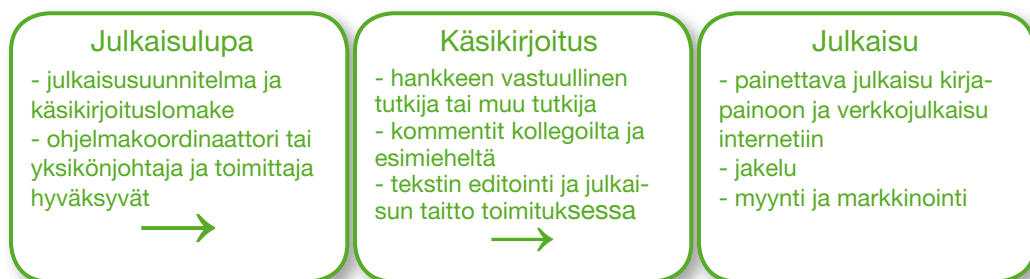 Julkaisulupa
- julkaisusuunnitelma ja
käsikirjoituslomake
- ohjelmakoordinaattori tai
yksikönjohtaja ja toimittaja
hyväksyvät
Käsikirjoitus
- hankkeen vastuullinen
tutkija tai muu tutkija
- kommentit kollegoilta ja
esimieheltä
- tekstin editointi ja julkai-
sun taitto toimituksessa
Julkaisu
- painettava julkaisu kirja-
painoon ja verkkojulkaisu
internetiin
- jakelu
- myynti ja markkinointi